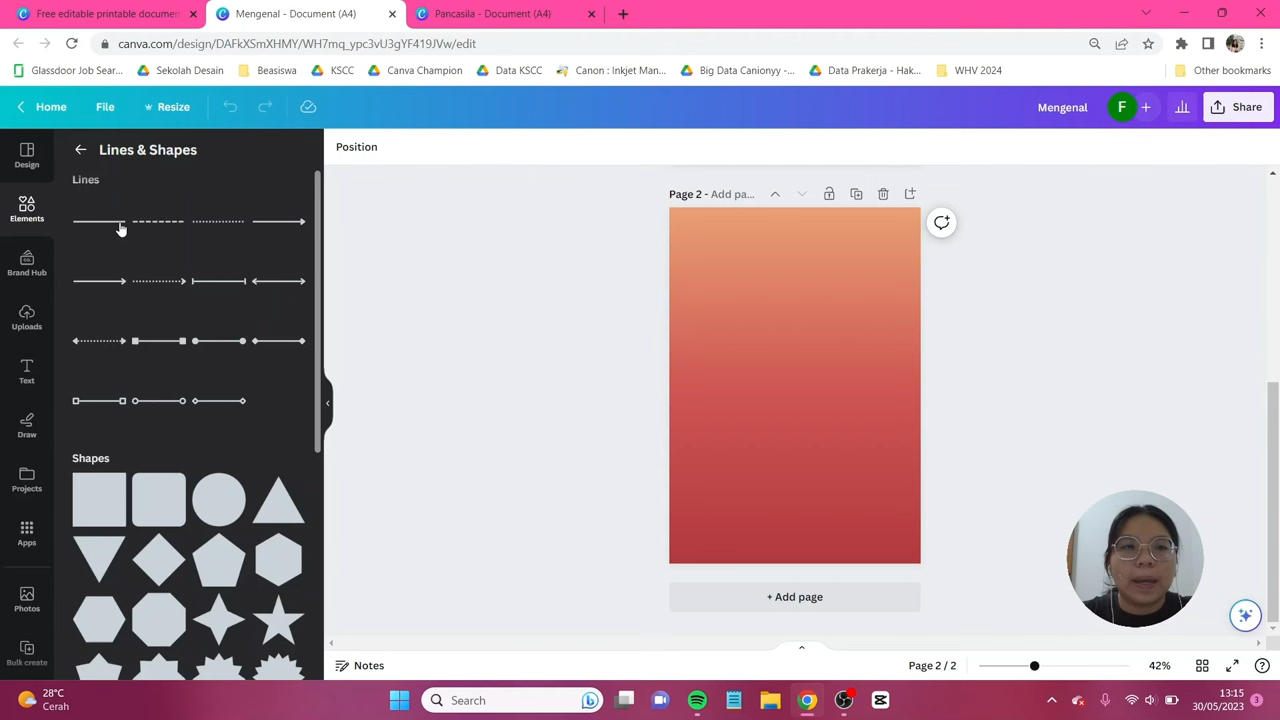 Free editable printable documen
Mengenal - Document (A4)
Pancasila - Document (A4)
canva.com/design/DAFkXSmXHMY/WH7mq_ypc3vU3gYF419JVw/edit
Glassdoor Job Sear...
Sekolah Desain
Beasiswa
KSCC
Canva Champion
Data KSCC
Canon : Inkjet Man...
Big Data Canionyy -...
Data Prakerja - Hak...
WHV 2024
Other bookmarks
Home
File
Resize
Mengenal
F
Share
Design
Elements
Brand Hub
Uploads
Text
Draw
Projects
Apps
Photos
Bulk create
Lines & Shapes
Lines
Shapes
Position
Page 2 - Add pa...
+ Add page
Notes
Page 2 / 2
42%
28°C
Cerah
Search
13:15
30/05/2023
3